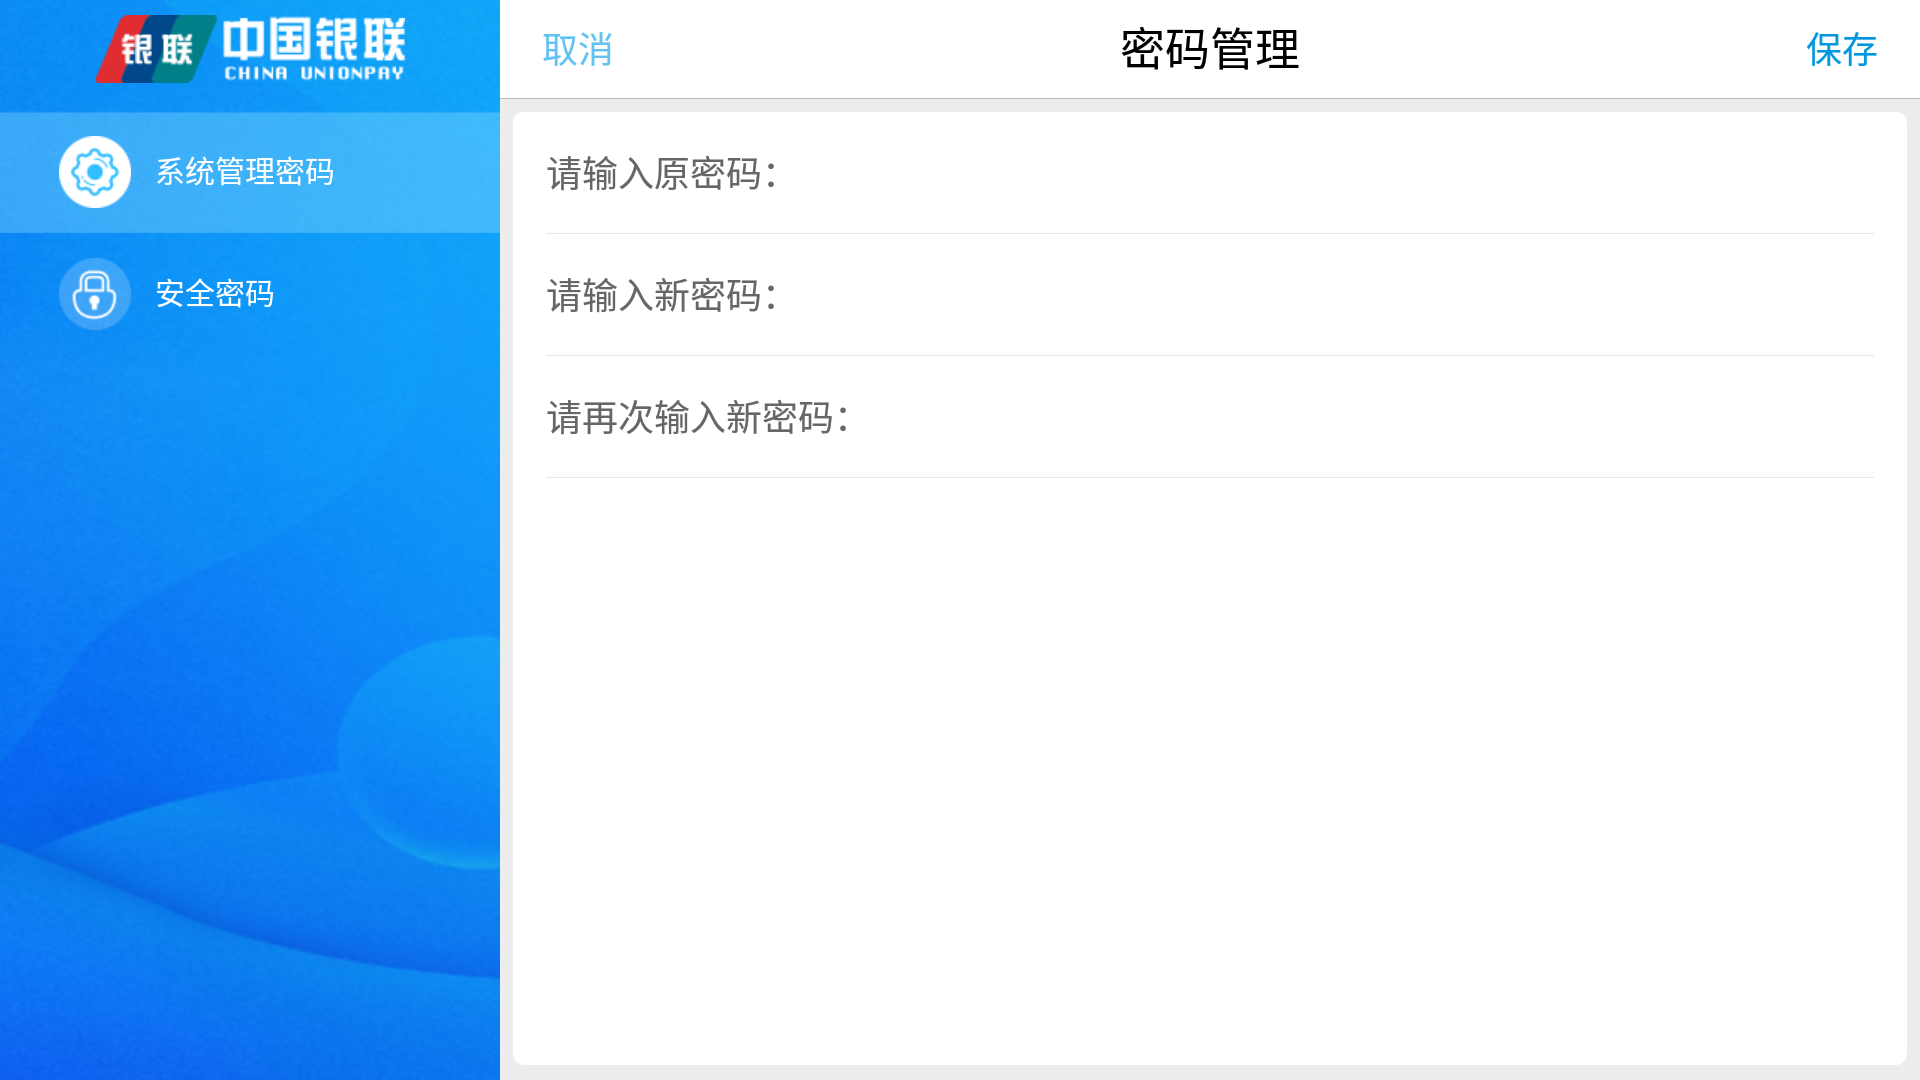 银联 中国银联
CHINA UNIONPAY
系统管理密码
安全密码
取消
密码管理
保存
请输入原密码：
请输入新密码：
请再次输入新密码：